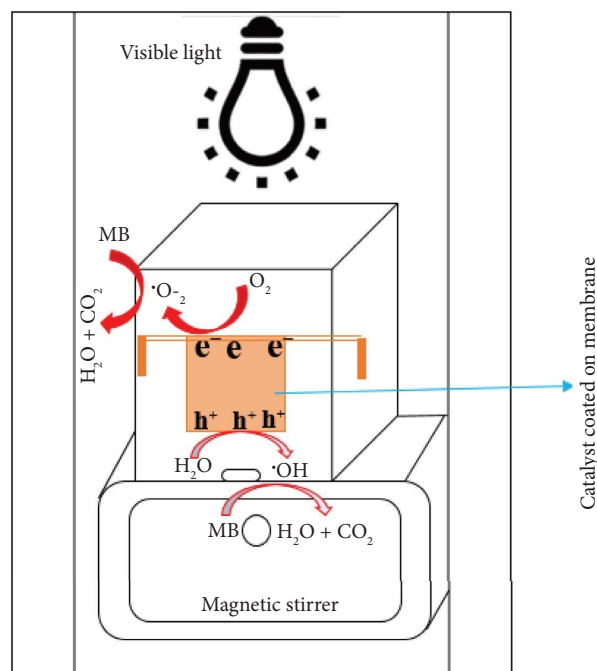 Visible light
MB
·O-₂
O₂
H₂O + CO₂
e⁻ e e⁻
h⁺ h⁺ h⁺
H₂O
·OH
MB
H₂O + CO₂
Magnetic stirrer
Catalyst coated on membrane